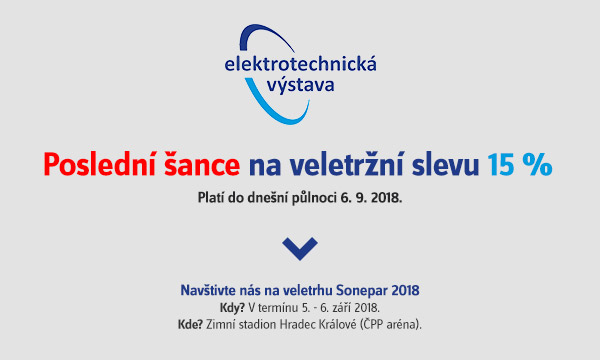 elektrotechnická
výstava
Poslední šance na veletržní slevu 15 %
Platí do dnešní půlnoci 6. 9. 2018.
Navštivte nás na veletrhu Sonepar 2018
Kdy? V termínu 5. - 6. září 2018.
Kde? Zimní stadion Hradec Králové (ČPP aréna).